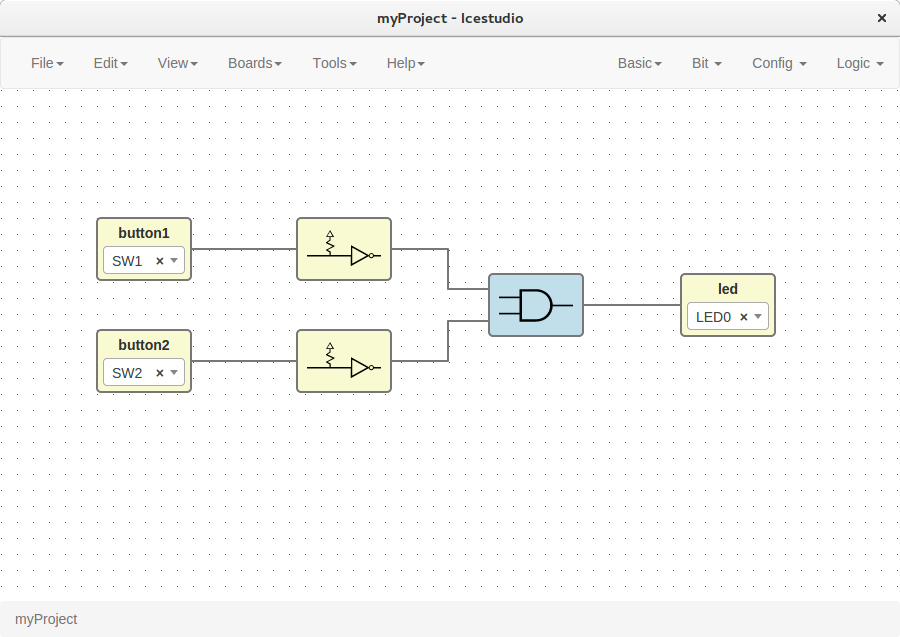 myProject - Icestudio ×
File Edit View Boards Tools Help Basic Bit Config Logic
button1
SW1 ×
button2
SW2 ×
led
LED0 ×
myProject